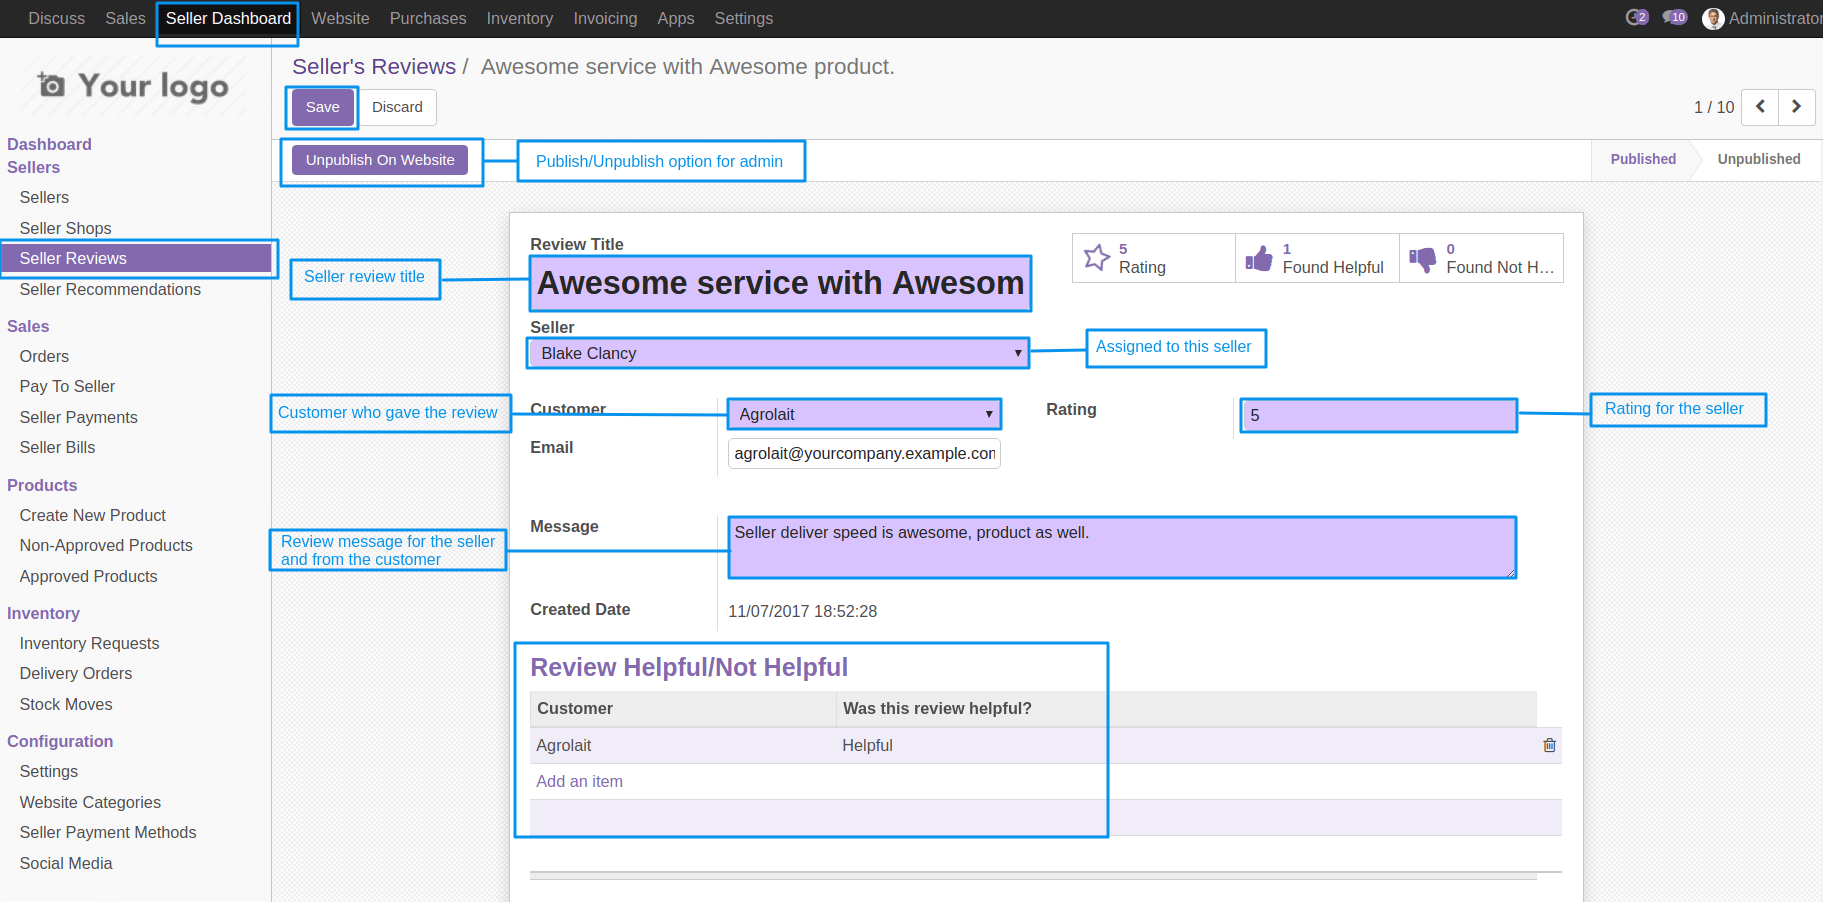 Discuss Sales Seller Dashboard Website Purchases Inventory Invoicing Apps Settings 2 10 Administrator
Your logo
Seller's Reviews / Awesome service with Awesome product.
Save Discard
1 / 10
Unpublish On Website
Publish/Unpublish option for admin
Published Unpublished
Dashboard
Sellers
Sellers
Seller Shops
Seller Reviews
Seller Recommendations
Sales
Orders
Pay To Seller
Seller Payments
Seller Bills
Products
Create New Product
Non-Approved Products
Approved Products
Inventory
Inventory Requests
Delivery Orders
Stock Moves
Configuration
Settings
Website Categories
Seller Payment Methods
Social Media
Review Title
5
Rating
1
Found Helpful
0
Found Not H...
Seller review title
Awesome service with Awesom
Seller
Blake Clancy
Assigned to this seller
Customer who gave the review
Customer
Agrolait
Rating
5
Rating for the seller
Email
agrolait@yourcompany.example.com
Message
Seller deliver speed is awesome, product as well.
Review message for the seller
and from the customer
Created Date
11/07/2017 18:52:28
Review Helpful/Not Helpful
Customer Was this review helpful?
Agrolait Helpful
Add an item